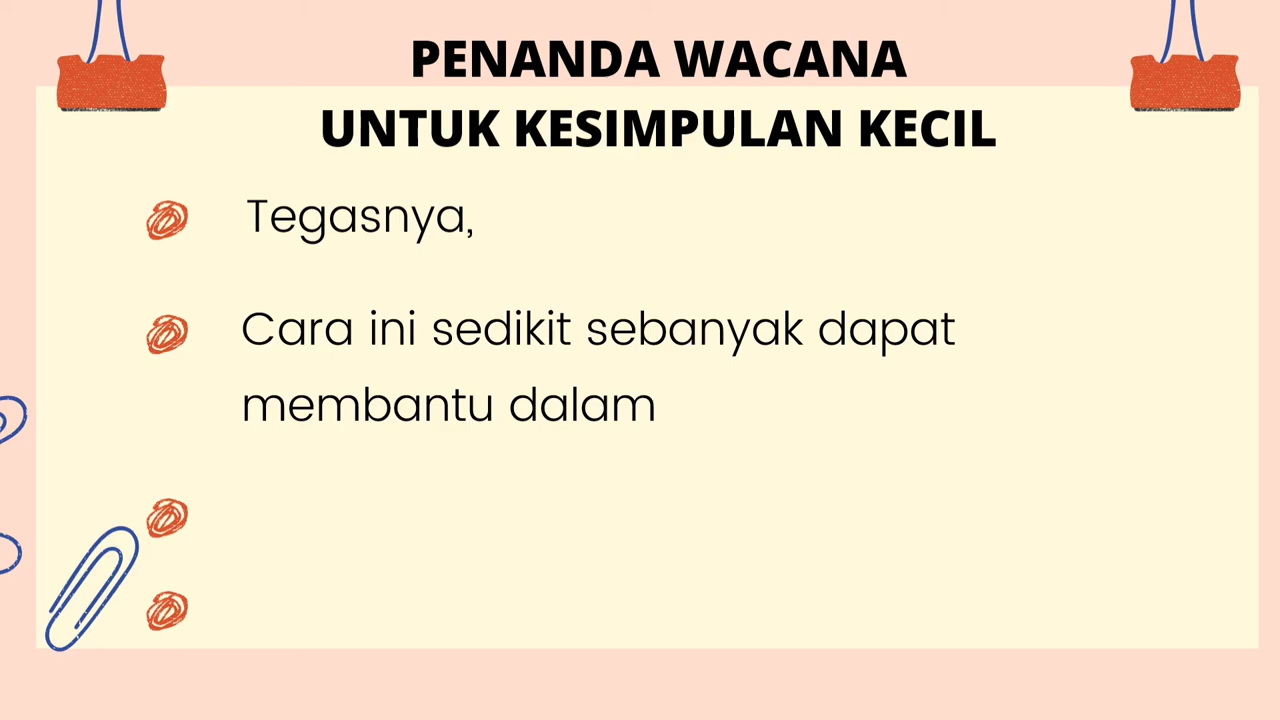 PENANDA WACANA
UNTUK KESIMPULAN KECIL
Tegasnya,
Cara ini sedikit sebanyak dapat
membantu dalam